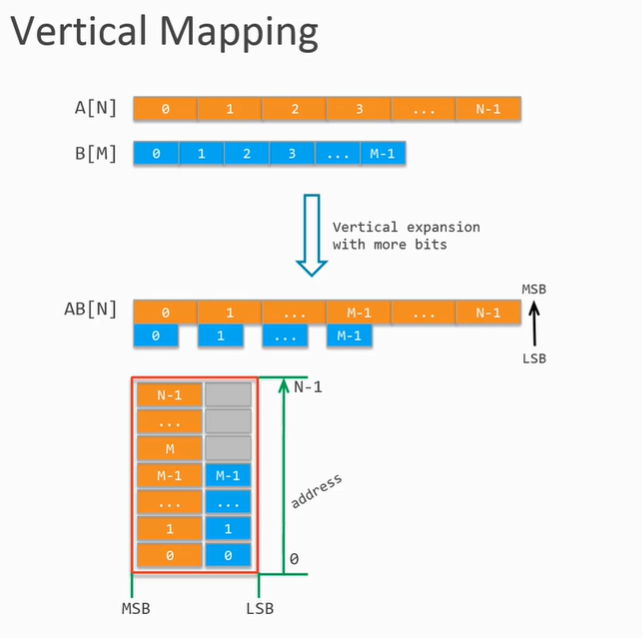 Vertical Mapping
A[N] 0 1 2 3 ... N-1
B[M] 0 1 2 3 ... M-1
Vertical expansion
with more bits
MSB
AB[N] 0 1 ... M-1 ... N-1
0 1 ... M-1
LSB
N-1 N-1
...
M
M-1 M-1
... ... address
1 1
0 0 0
MSB LSB